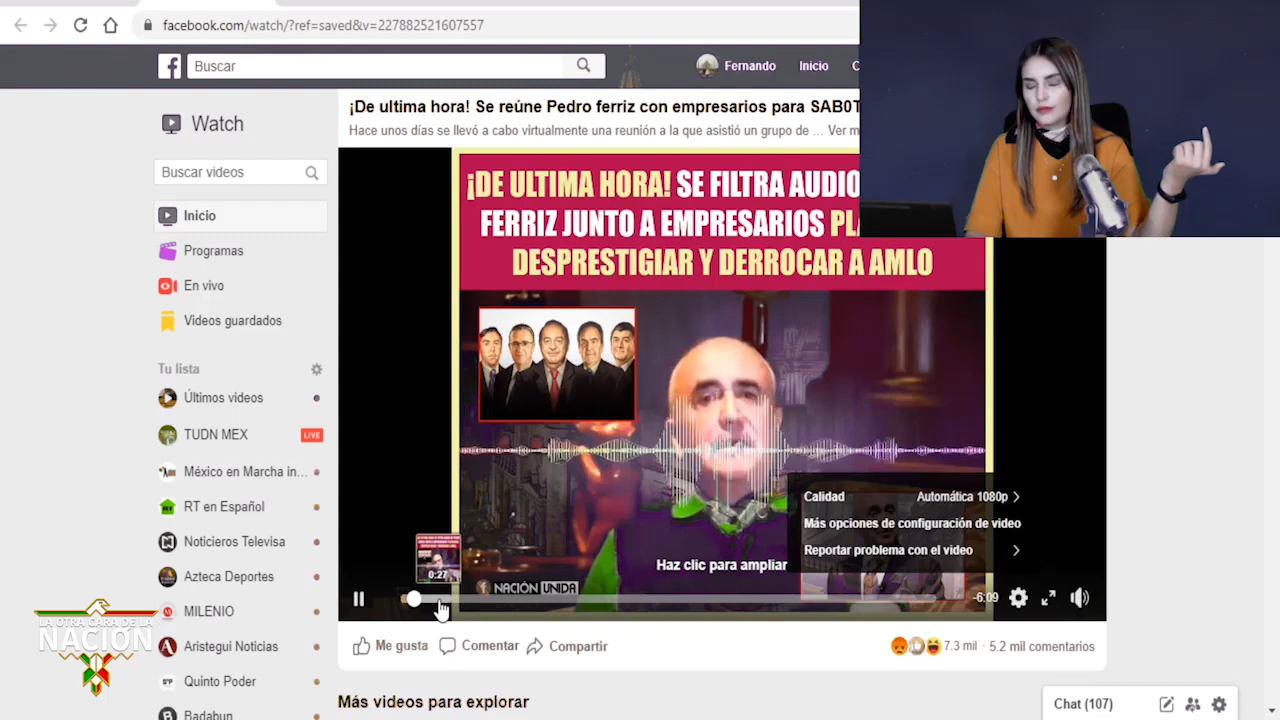 facebook.com/watch/?ref=saved&v=227882521607557
Buscar
Fernando
Inicio
Watch
Buscar videos
Inicio
Programas
En vivo
Videos guardados
Tu lista
Últimos videos
TUDN MEX
LIVE
México en Marcha in...
RT en Español
Noticieros Televisa
Azteca Deportes
MILENIO
Aristegui Noticias
Quinto Poder
Badabun
¡De ultima hora! Se reúne Pedro ferriz con empresarios para SAB0T
Hace unos días se llevó a cabo virtualmente una reunión a la que asistió un grupo de ... Ver m
¡DE ULTIMA HORA! SE FILTRA AUDIO
FERRIZ JUNTO A EMPRESARIOS
DESPRESTIGIAR Y DERROCAR A AMLO
Calidad
Automática 1080p
Más opciones de configuración de video
Reportar problema con el video
Haz clic para ampliar
0:27
NACIÓN UNIDA
-6:09
Me gusta
Comentar
Compartir
7.3 mil · 5.2 mil comentarios
Más videos para explorar
Chat (107)
LA OTRA CARA DE LA
NACIÓN